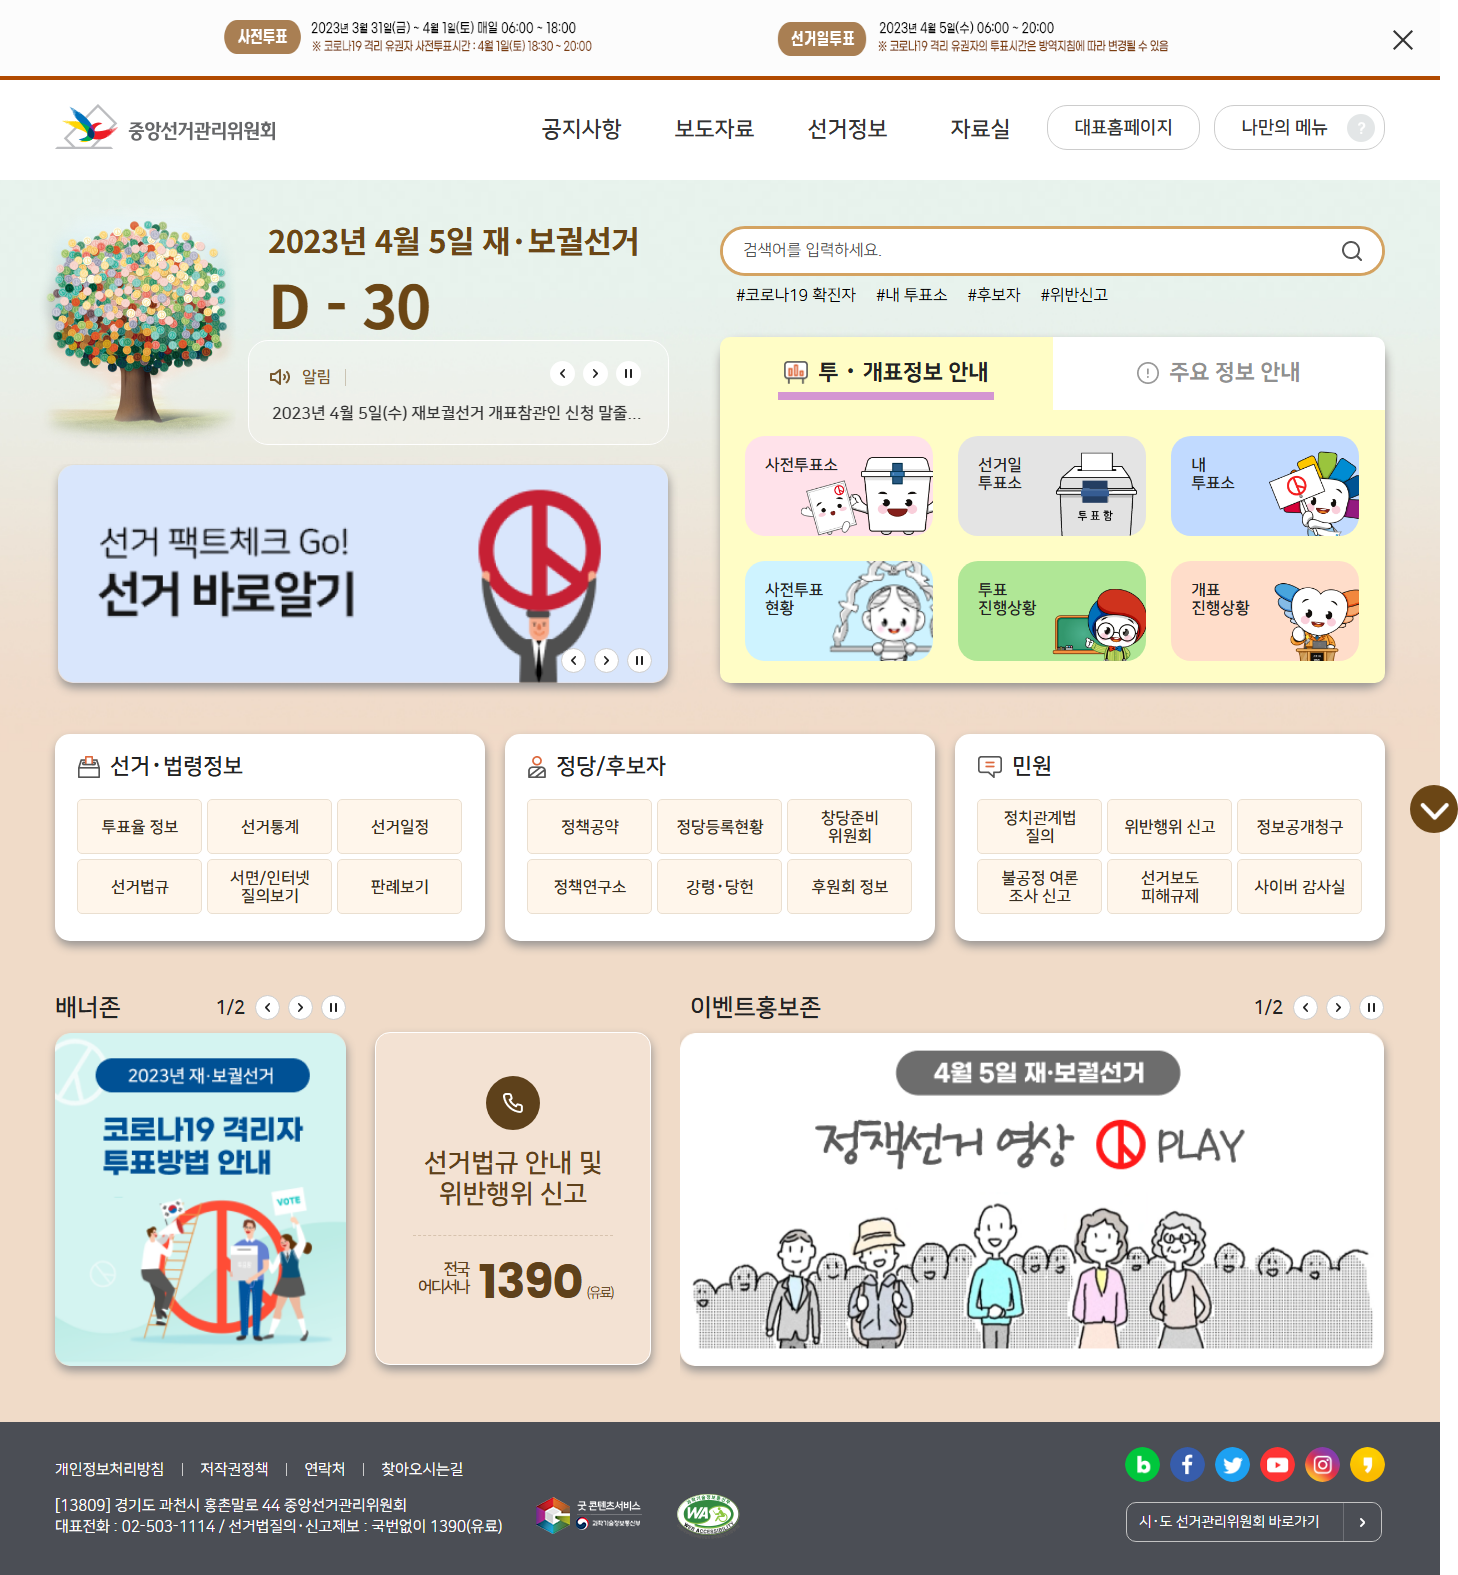 사전투표
2023년 3월 31일(금) ~ 4월 1일(토) 매일 06:00 ~ 18:00
※ 코로나19 격리 유권자 사전투표시간 : 4월 1일(토) 18:30 ~ 20:00
선거일투표
2023년 4월 5일(수) 06:00 ~ 20:00
※ 코로나19 격리 유권자의 투표시간은 방역지침에 따라 변경될 수 있음
중앙선거관리위원회
공지사항
보도자료
선거정보
자료실
대표홈페이지
나만의 메뉴 ?
2023년 4월 5일 재·보궐선거
D - 30
알림
2023년 4월 5일(수) 재보궐선거 개표참관인 신청 말줄...
검색어를 입력하세요.
#코로나19 확진자 #내 투표소 #후보자 #위반신고
투 · 개표정보 안내
주요 정보 안내
사전투표소
선거일
투표소
투표함
내
투표소
사전투표
현황
투표
진행상황
개표
진행상황
선거 팩트체크 Go!
선거 바로알기
선거·법령정보
투표율 정보
선거통계
선거일정
선거법규
서면/인터넷
질의보기
판례보기
정당/후보자
정책공약
정당등록현황
창당준비
위원회
정책연구소
강령·당헌
후원회 정보
민원
정치관계법
질의
위반행위 신고
정보공개청구
불공정 여론
조사 신고
선거보도
피해규제
사이버 감사실
배너존
1/2
2023년 재·보궐선거
코로나19 격리자
투표방법 안내
VOTE
선거법규 안내 및
위반행위 신고
전국
어디서나
1390
(유료)
이벤트홍보존
1/2
4월 5일 재·보궐선거
정책선거 영상 PLAY
개인정보처리방침
저작권정책
연락처
찾아오시는길
[13809] 경기도 과천시 홍촌말로 44 중앙선거관리위원회
대표전화 : 02-503-1114 / 선거법질의·신고제보 : 국번없이 1390(유료)
굿 콘텐츠서비스
과학기술정보통신부
WA
WEB ACCESSIBILITY
시·도 선거관리위원회 바로가기